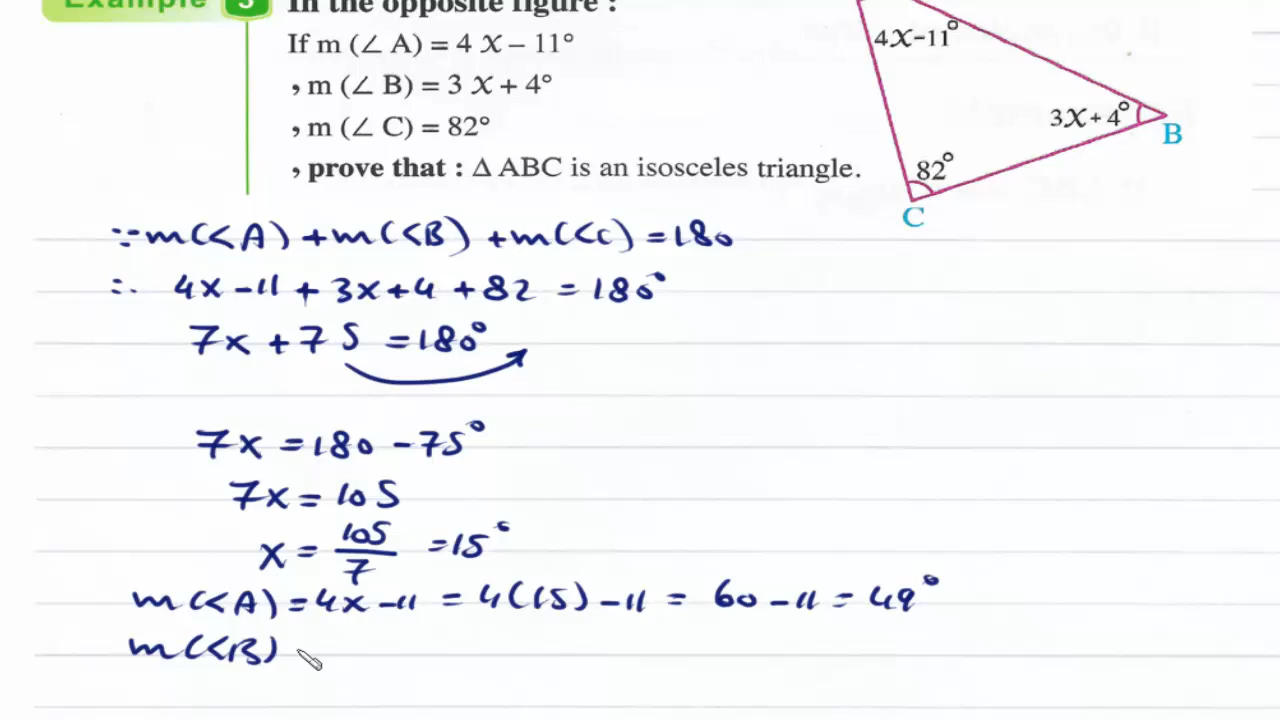 Example 3 In the opposite figure :
If m (∠ A) = 4 X – 11°
, m (∠ B) = 3 X + 4°
, m (∠ C) = 82°
, prove that : Δ ABC is an isosceles triangle.
4X–11°
3X+4°
B
82°
C
∵ m(<A) + m(<B) + m(<C) = 180
∴ 4x - 11 + 3x + 4 + 82 = 180°
7x + 75 = 180°
7x = 180 - 75°
7x = 105
x = 105/7 = 15°
m(<A) = 4x - 11 = 4(15) - 11 = 60 - 11 = 49°
m(<B)